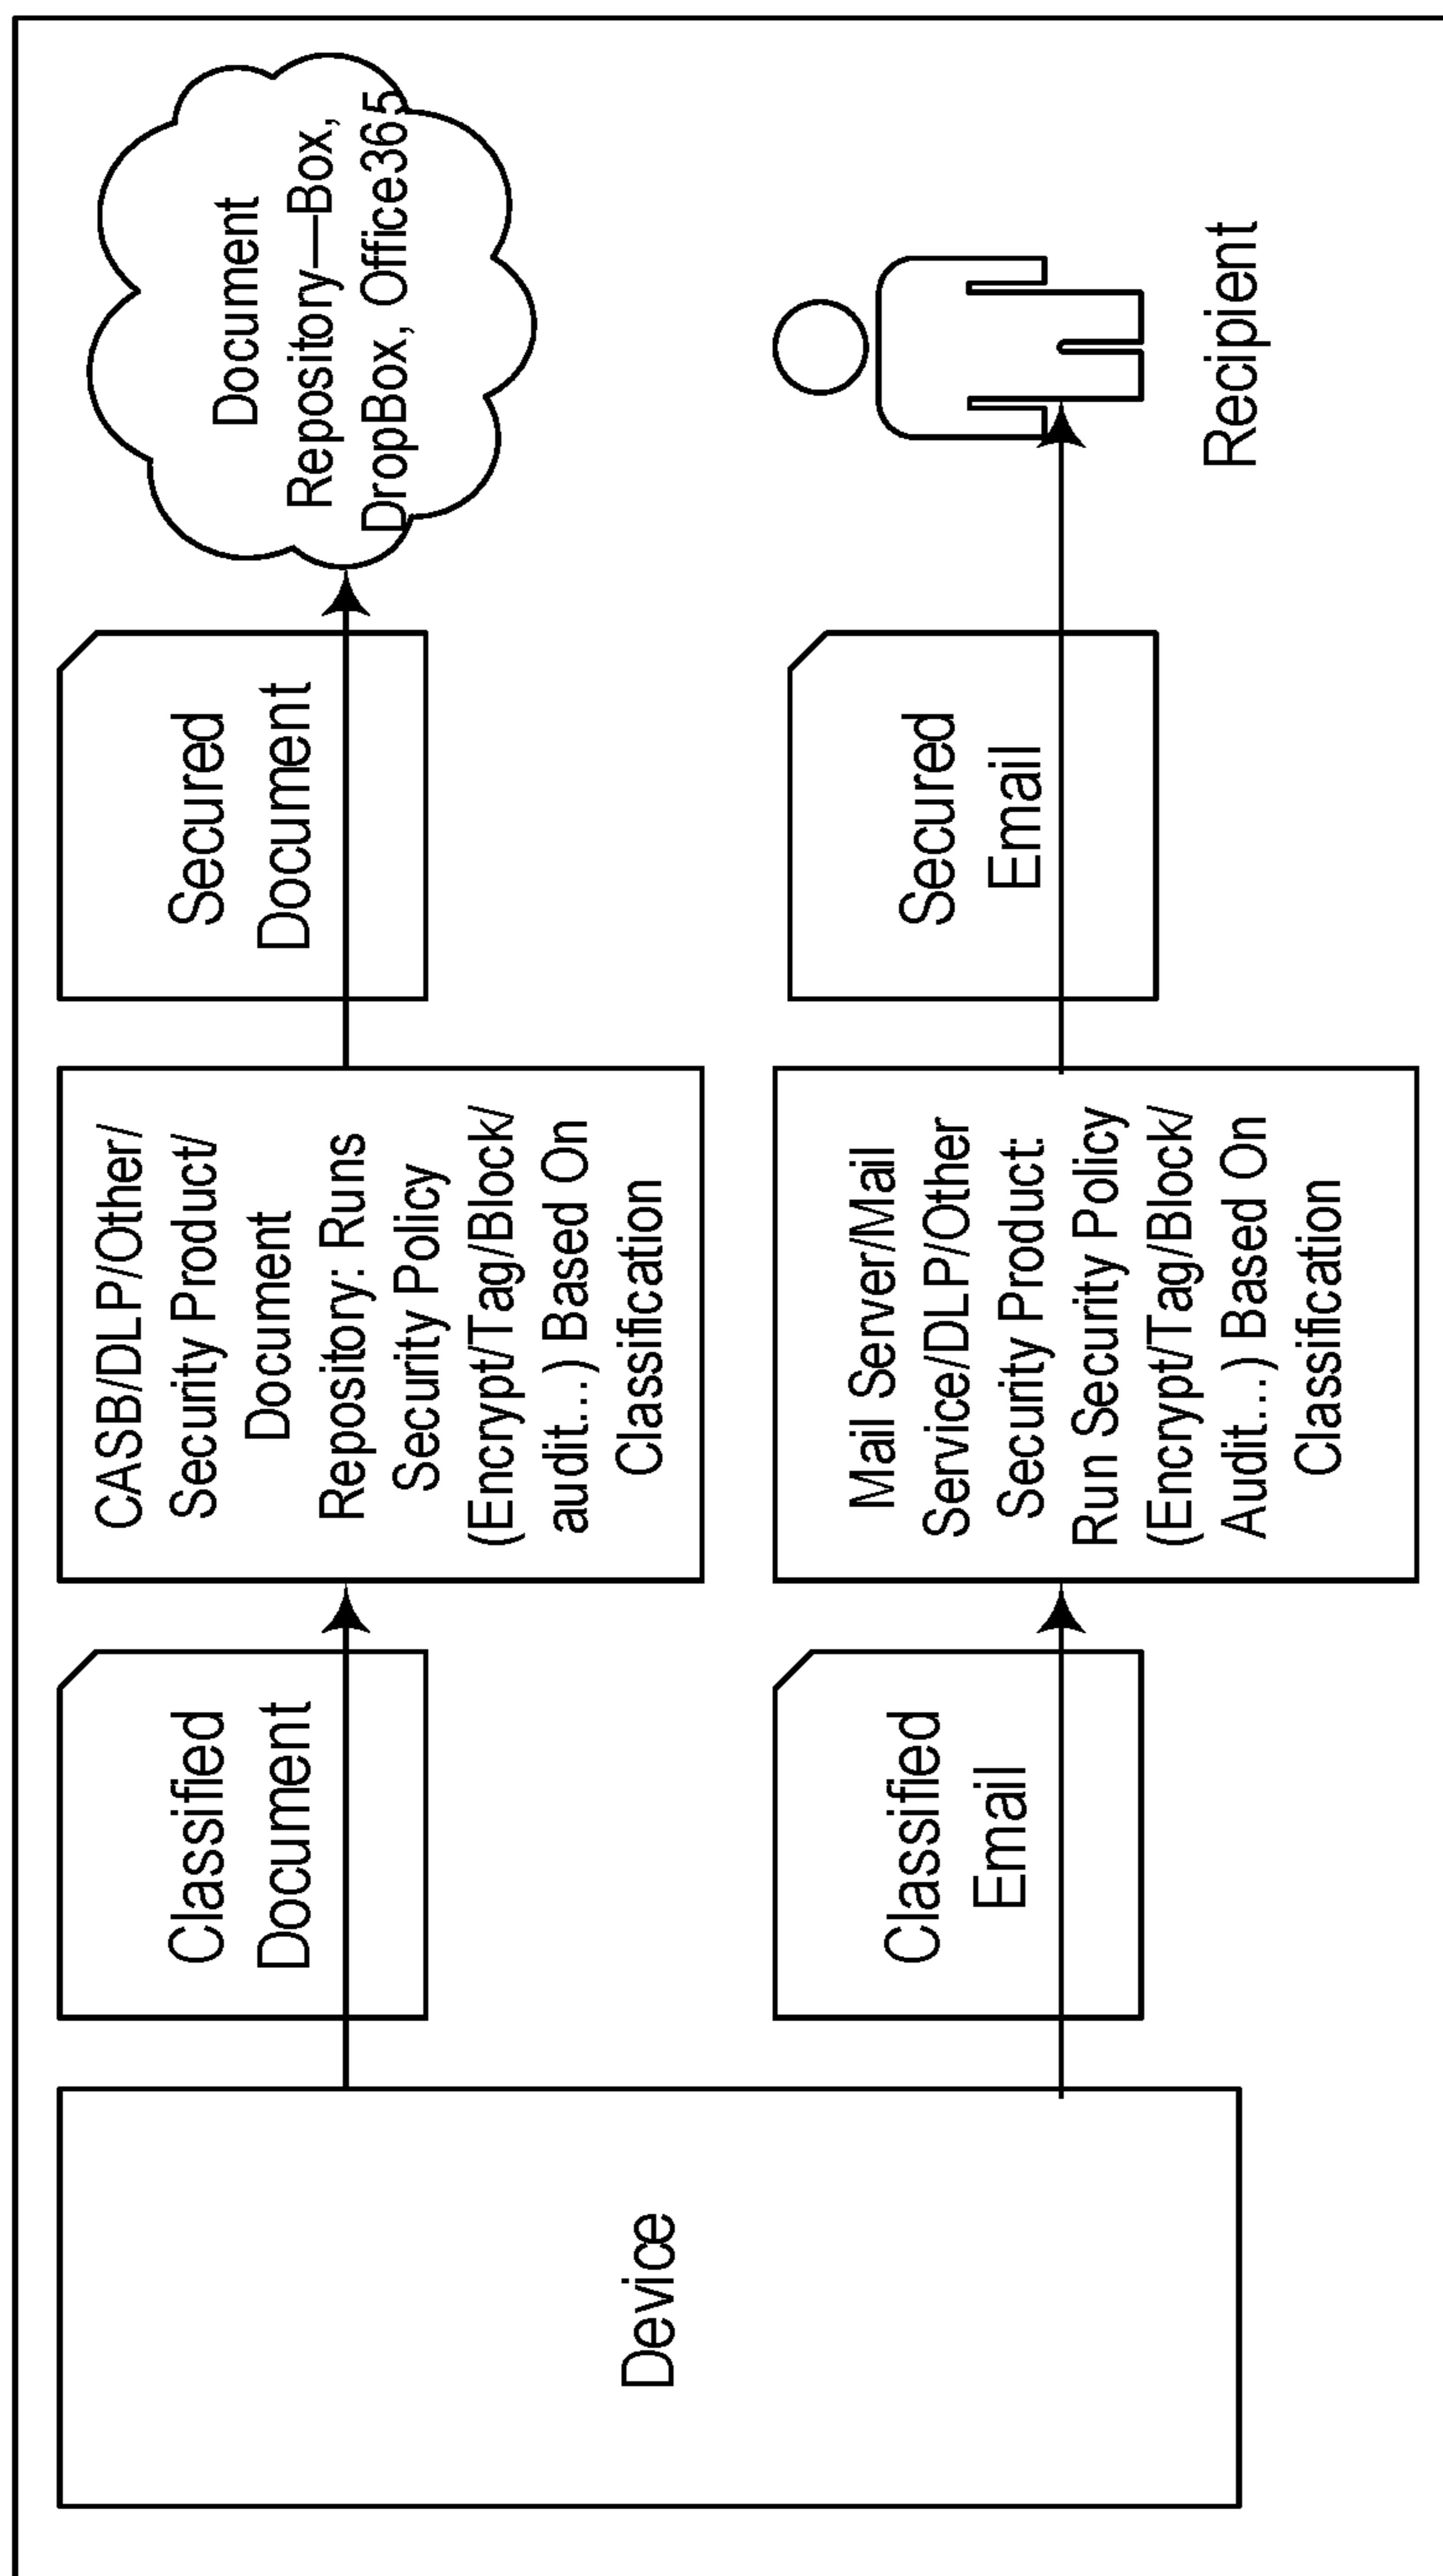 Device
Classified
Document
CASB/DLP/Other/
Security Product/
Document
Repository: Runs
Security Policy
(Encrypt/Tag/Block/
audit...) Based On
Classification
Secured
Document
Document
Repository—Box,
DropBox, Office365
Classified
Email
Mail Server/Mail
Service/DLP/Other
Security Product:
Run Security Policy
(Encrypt/Tag/Block/
Audit...) Based On
Classification
Secured
Email
Recipient